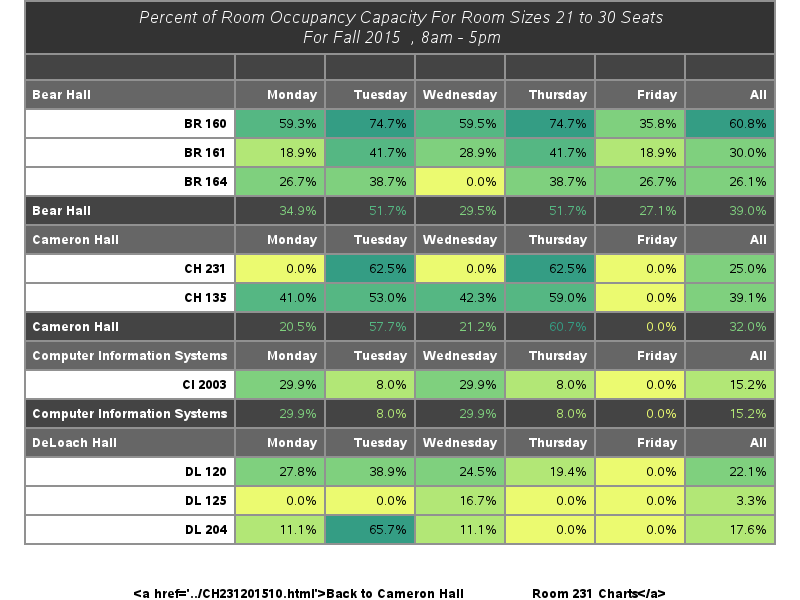 Percent of Room Occupancy Capacity For Room Sizes 21 to 30 Seats
For Fall 2015 , 8am - 5pm
Bear Hall Monday Tuesday Wednesday Thursday Friday All
BR 160 59.3% 74.7% 59.5% 74.7% 35.8% 60.8%
BR 161 18.9% 41.7% 28.9% 41.7% 18.9% 30.0%
BR 164 26.7% 38.7% 0.0% 38.7% 26.7% 26.1%
Bear Hall 34.9% 51.7% 29.5% 51.7% 27.1% 39.0%
Cameron Hall Monday Tuesday Wednesday Thursday Friday All
CH 231 0.0% 62.5% 0.0% 62.5% 0.0% 25.0%
CH 135 41.0% 53.0% 42.3% 59.0% 0.0% 39.1%
Cameron Hall 20.5% 57.7% 21.2% 60.7% 0.0% 32.0%
Computer Information Systems Monday Tuesday Wednesday Thursday Friday All
CI 2003 29.9% 8.0% 29.9% 8.0% 0.0% 15.2%
Computer Information Systems 29.9% 8.0% 29.9% 8.0% 0.0% 15.2%
DeLoach Hall Monday Tuesday Wednesday Thursday Friday All
DL 120 27.8% 38.9% 24.5% 19.4% 0.0% 22.1%
DL 125 0.0% 0.0% 16.7% 0.0% 0.0% 3.3%
DL 204 11.1% 65.7% 11.1% 0.0% 0.0% 17.6%
<a href='../CH231201510.html'>Back to Cameron Hall Room 231 Charts</a>